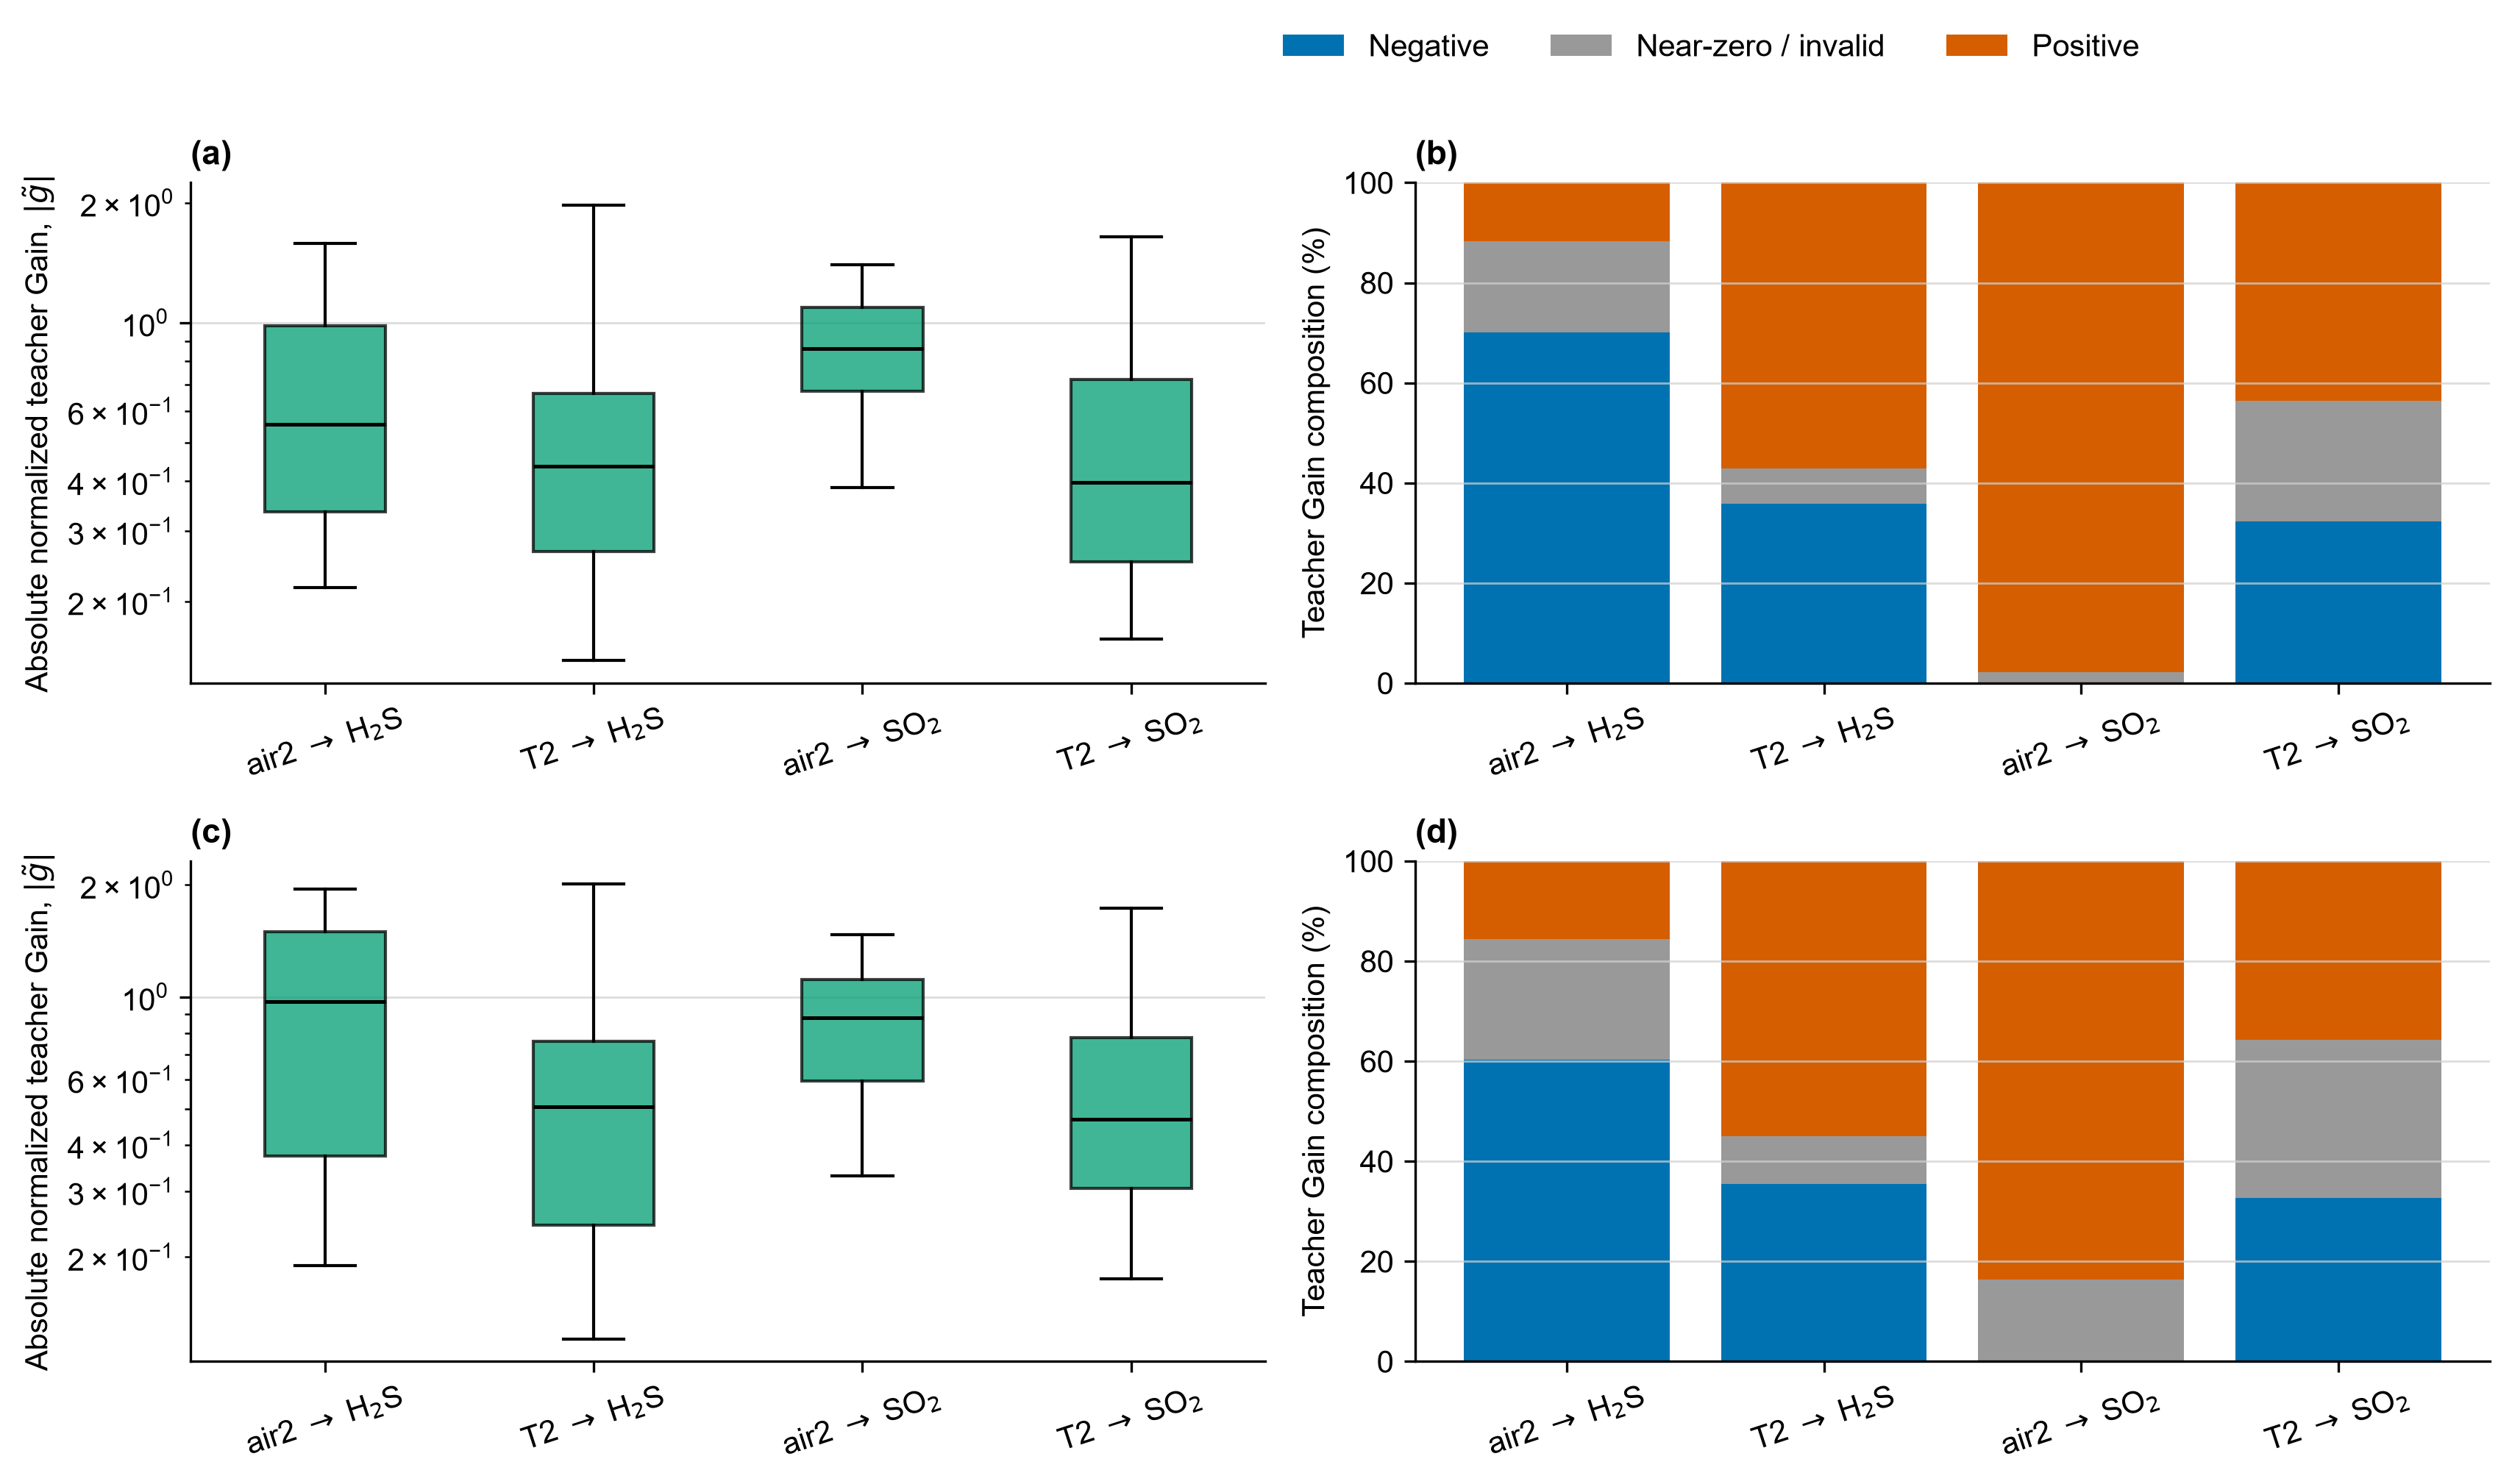 Negative Near-zero / invalid Positive
(a)
Absolute normalized teacher Gain, |g̃|
2 × 10⁰
10⁰
6 × 10⁻¹
4 × 10⁻¹
3 × 10⁻¹
2 × 10⁻¹
air2 → H₂S T2 → H₂S air2 → SO₂ T2 → SO₂
(b)
Teacher Gain composition (%)
100
80
60
40
20
0
air2 → H₂S T2 → H₂S air2 → SO₂ T2 → SO₂
(c)
Absolute normalized teacher Gain, |g̃|
2 × 10⁰
10⁰
6 × 10⁻¹
4 × 10⁻¹
3 × 10⁻¹
2 × 10⁻¹
air2 → H₂S T2 → H₂S air2 → SO₂ T2 → SO₂
(d)
Teacher Gain composition (%)
100
80
60
40
20
0
air2 → H₂S T2 → H₂S air2 → SO₂ T2 → SO₂